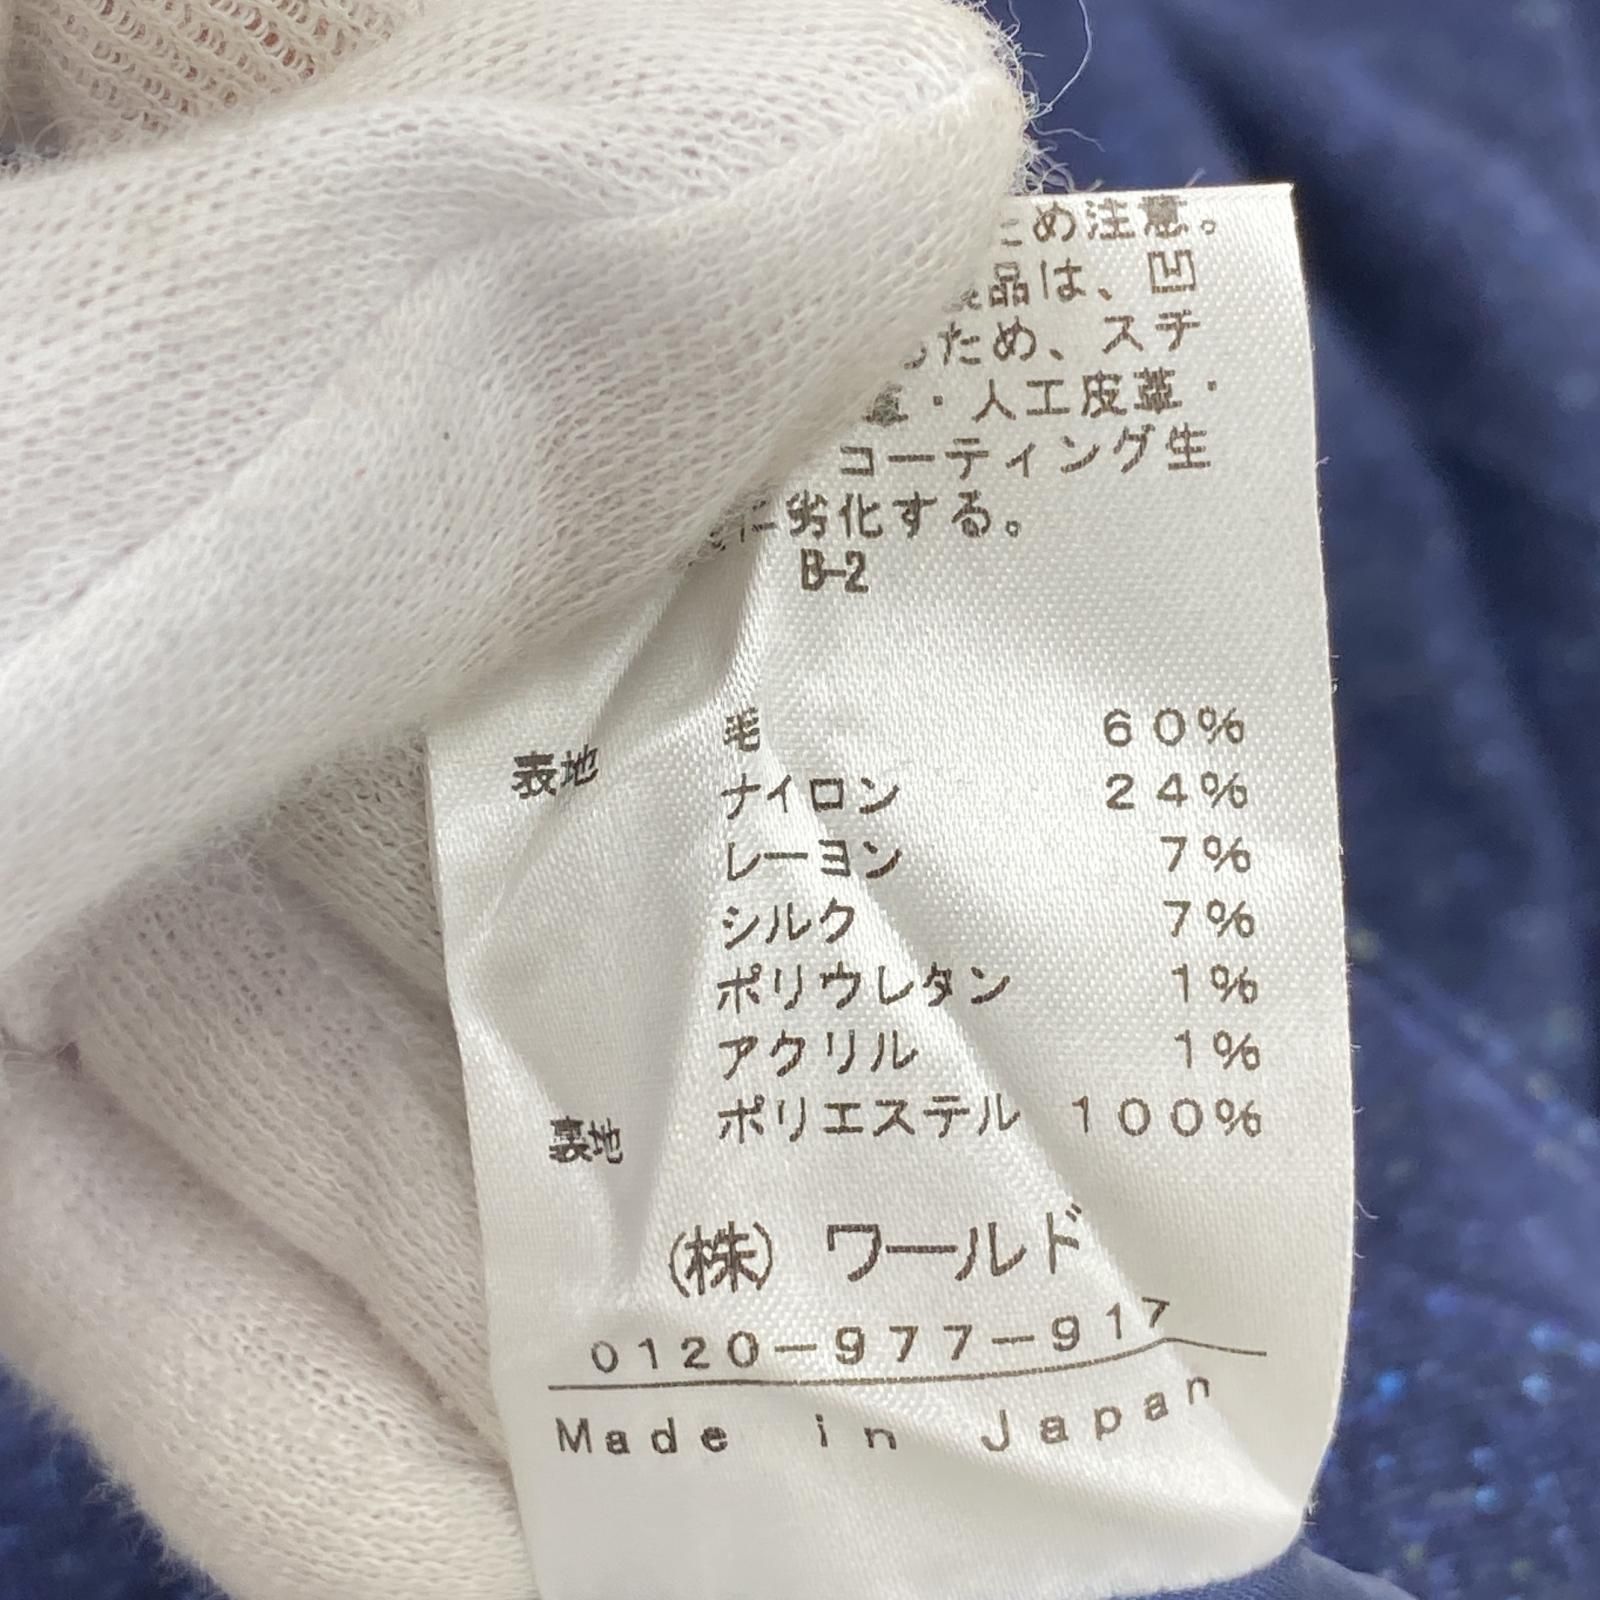 ため注意。
品は、凹
ため、スチ
・人工皮革・
コーティング生
に劣化する。
B-2
表地 毛 60%
ナイロン 24%
レーヨン 7%
シルク 7%
ポリウレタン 1%
アクリル 1%
裏地 ポリエステル 100%
(株) ワールド
0120-977-917
Made in Japan